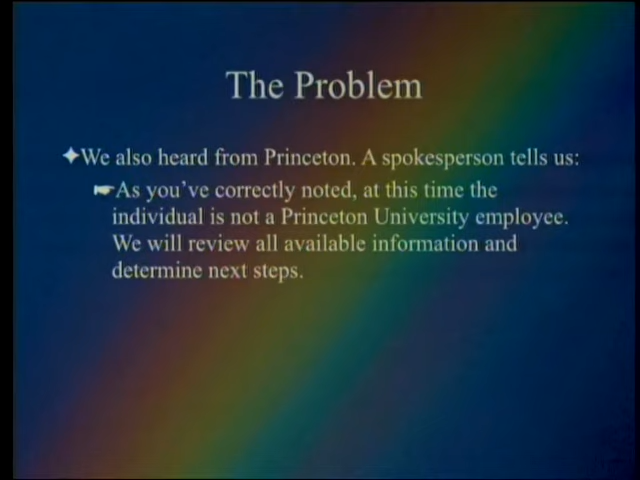 The Problem
We also heard from Princeton. A spokesperson tells us:
As you've correctly noted, at this time the
individual is not a Princeton University employee.
We will review all available information and
determine next steps.